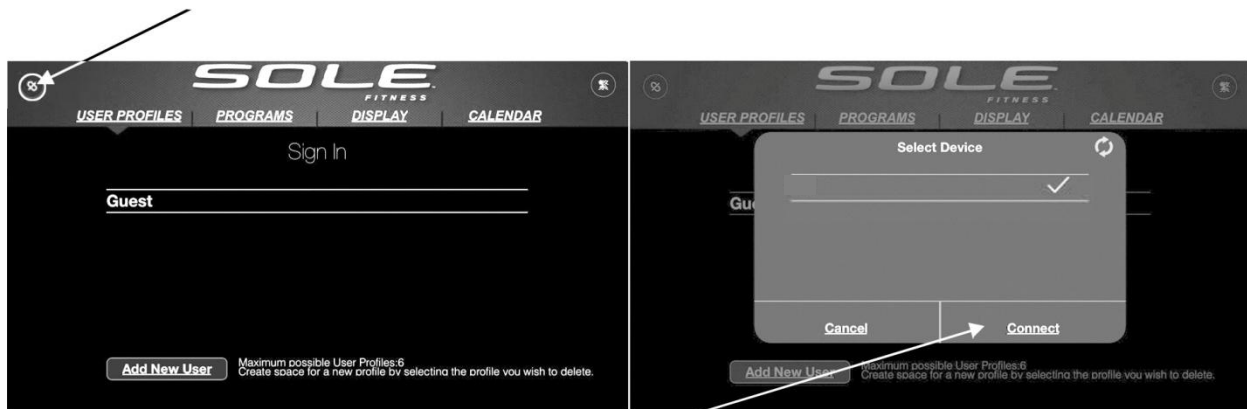 SOLE
FITNESS
USER PROFILES PROGRAMS DISPLAY CALENDAR
Sign In
Guest
Add New User
Maximum possible User Profiles:6
Create space for a new profile by selecting the profile you wish to delete.
SOLE
FITNESS
USER PROFILES PROGRAMS DISPLAY CALENDAR
Select Device
Gu
Cancel Connect
Add New User
Maximum possible User Profiles:6
Create space for a new profile by selecting the profile you wish to delete.